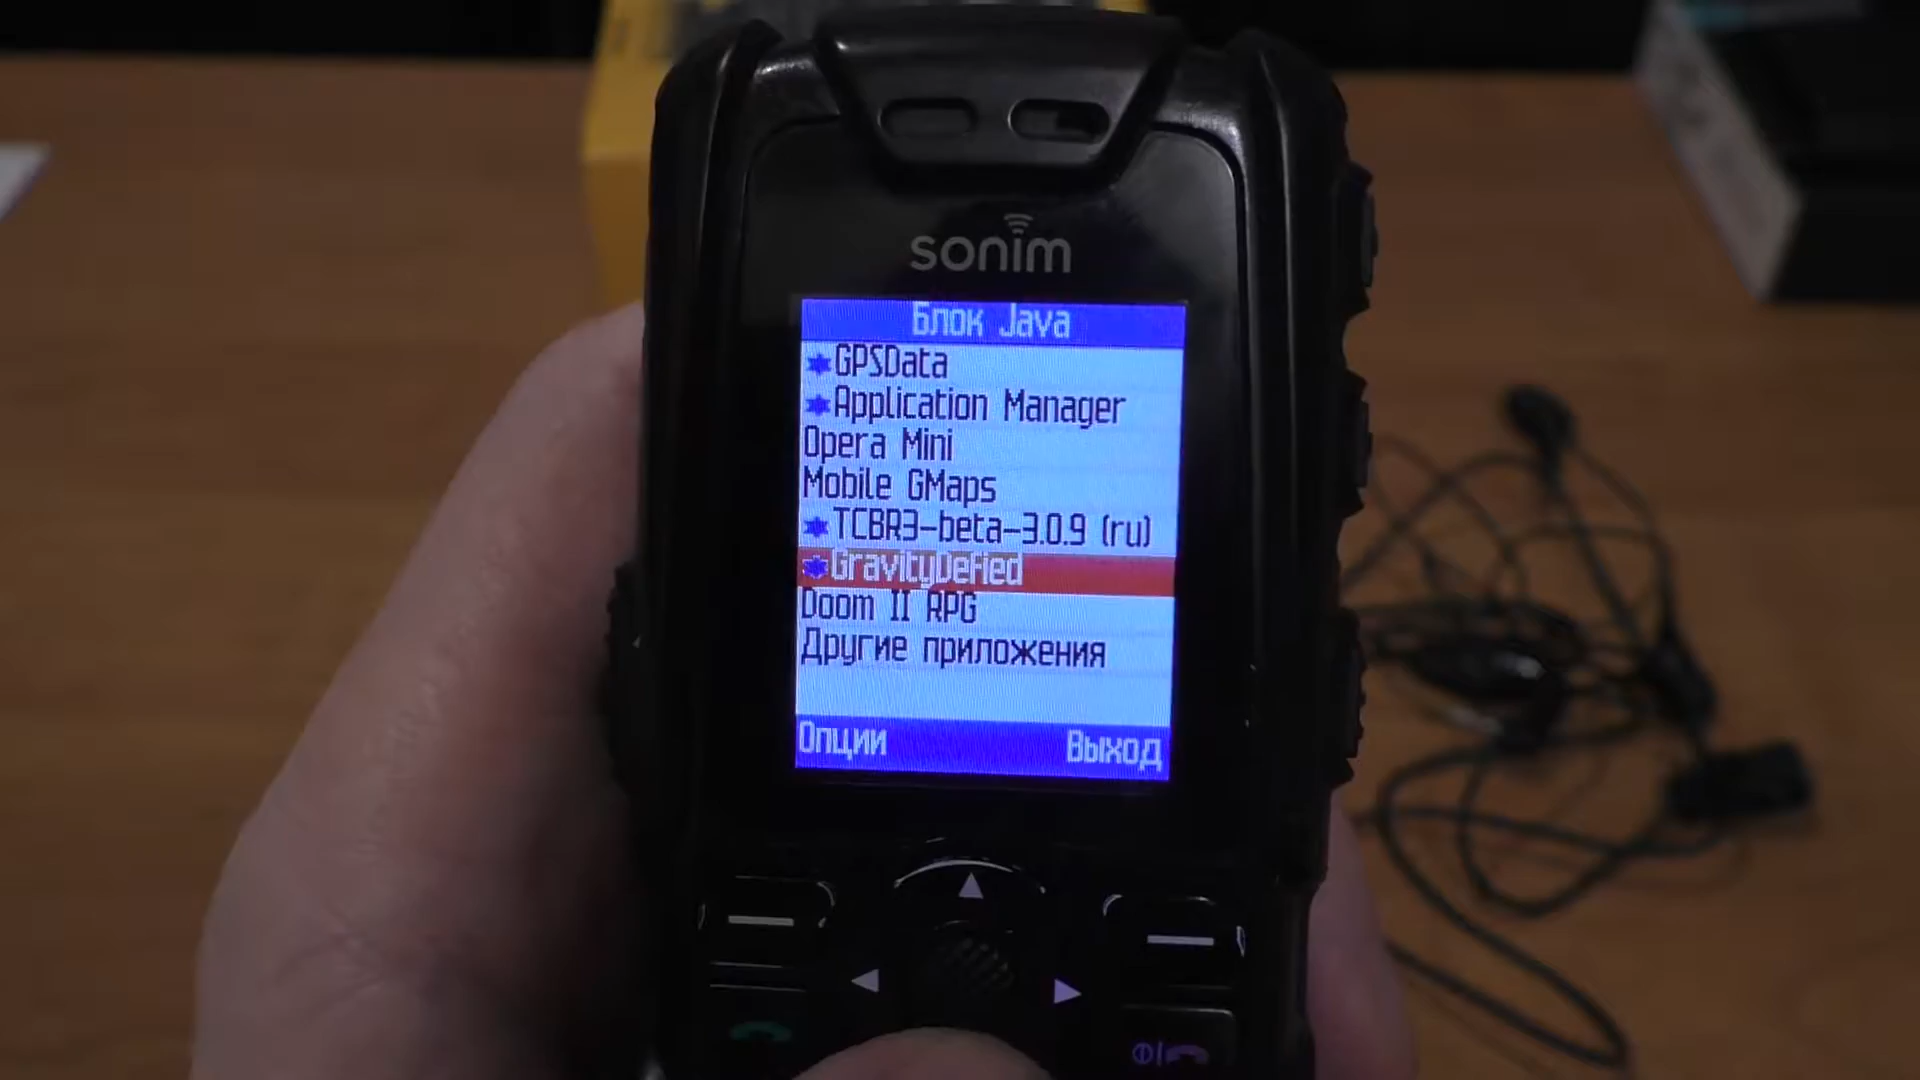 sonim
Блок Java
GPSData
Application Manager
Opera Mini
Mobile GMaps
TCBR3-beta-3.0.9 (ru)
GravityDefied
Doom II RPG
Другие приложения
Опции Выход